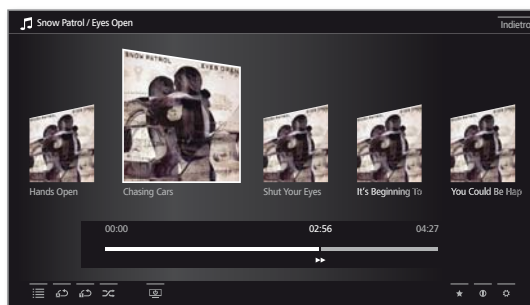 Snow Patrol / Eyes Open
Indietro
SNOW PATROL EYES OPEN
Hands Open
Chasing Cars
Shut Your Eyes
It's Beginning To
You Could Be Hap
00:00 02:56 04:27